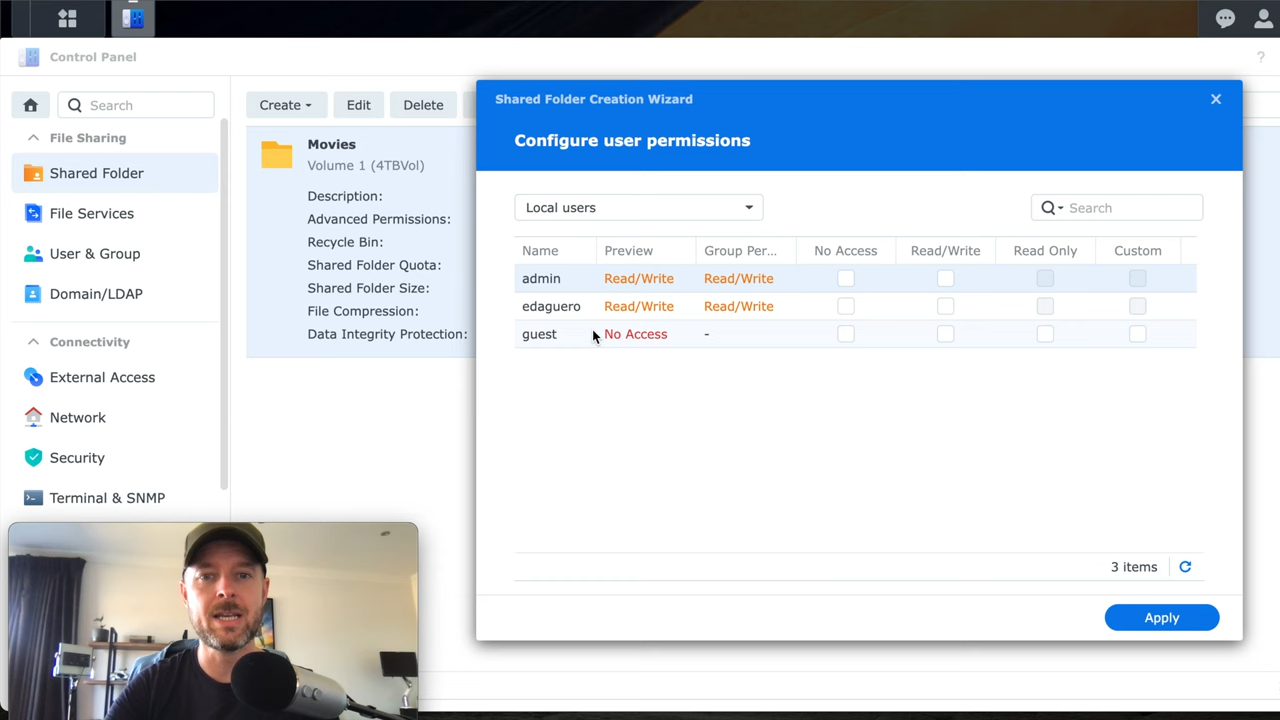 Control Panel
?
Search
File Sharing
Shared Folder
File Services
User & Group
Domain/LDAP
Connectivity
External Access
Network
Security
Terminal & SNMP
Create
Edit
Delete
Movies
Volume 1 (4TBVol)
Description:
Advanced Permissions:
Recycle Bin:
Shared Folder Quota:
Shared Folder Size:
File Compression:
Data Integrity Protection:
Shared Folder Creation Wizard
Configure user permissions
Local users
Search
Name Preview Group Per... No Access Read/Write Read Only Custom
admin Read/Write Read/Write
edaguero Read/Write Read/Write
guest No Access -
3 items
Apply